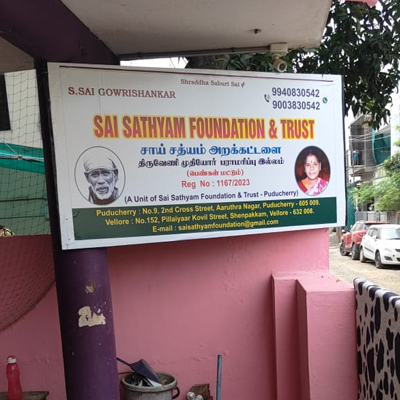 Shraddha Saburi Sai
S.SAI GOWRISHANKAR
9940830542
9003830542
SAI SATHYAM FOUNDATION & TRUST
சாய் சத்யம் அறக்கட்டளை
திருவேணி முதியோர் பராமரிப்பு இல்லம்
(பெண்கள் மட்டும்)
Reg No : 1167/2023
(A Unit of Sai Sathyam Foundation & Trust - Puducherry)
Puducherry : No.9, 2nd Cross Street, Aaruthra Nagar, Puducherry - 605 009.
Vellore : No.152, Pillaiyaar Kovil Street, Shenpakkam, Vellore - 632 008.
E-mail : saisathyamfoundation@gmail.com